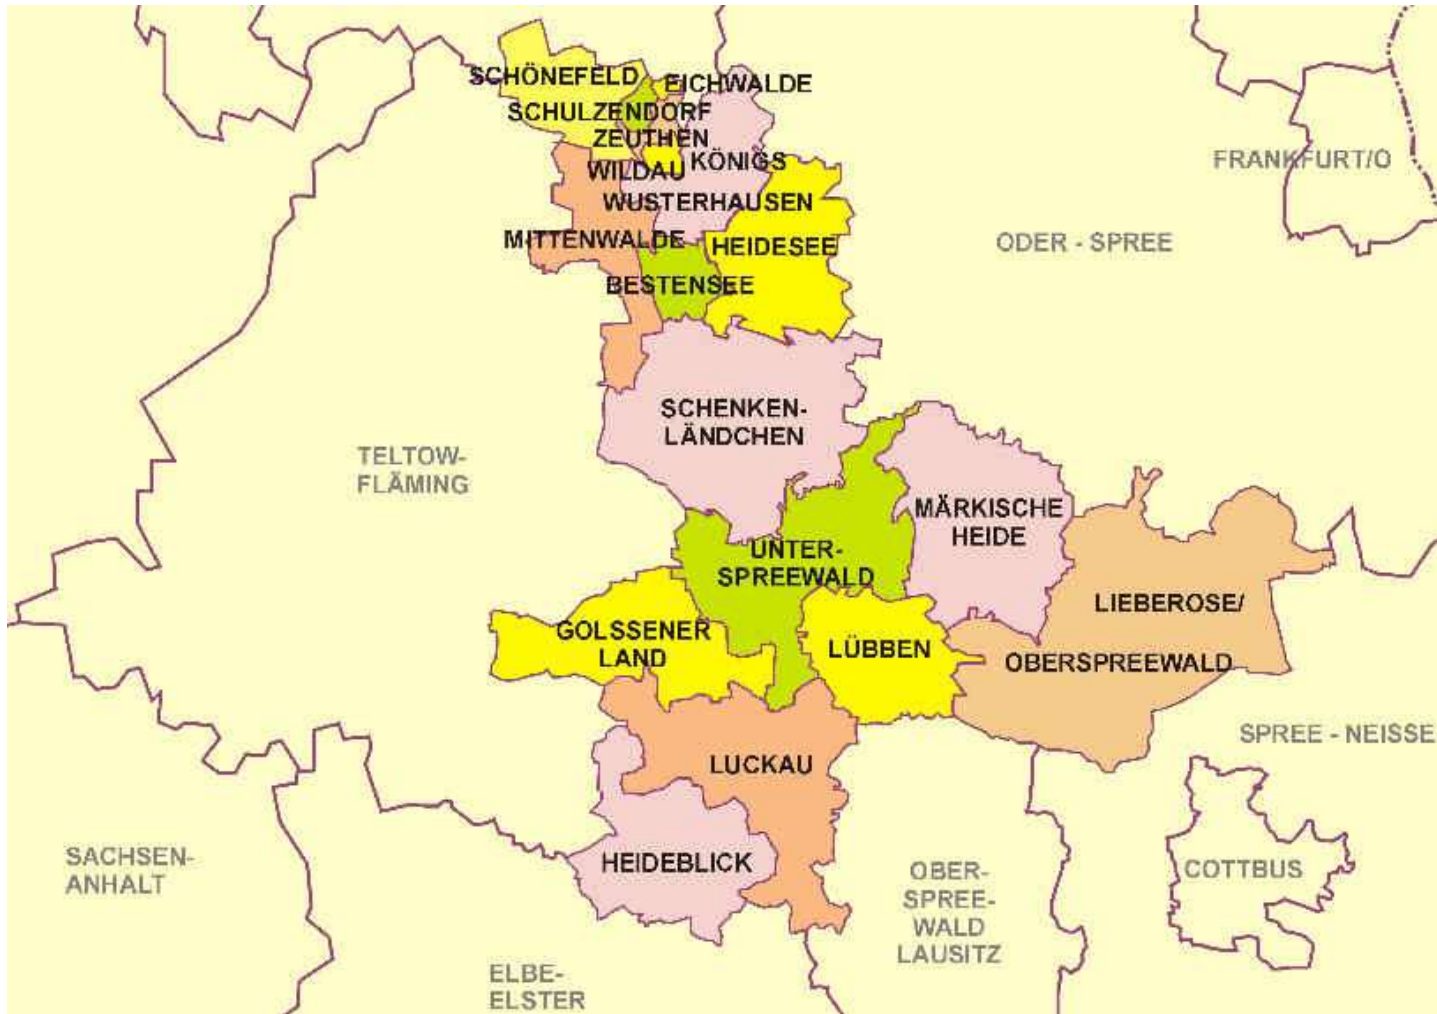 SCHÖNEFELD
EICHWALDE
SCHULZENDORF
ZEUTHEN
WILDAU
KÖNIGS
WUSTERHAUSEN
MITTENWALDE
HEIDESEE
BESTENSEE
FRANKFURT/O
ODER - SPREE
SCHENKEN-
LÄNDCHEN
TELTOW-
FLÄMING
MÄRKISCHE
HEIDE
UNTER-
SPREEWALD
LIEBEROSE/
OBERSPREEWALD
GOLSSENER
LAND
LÜBBEN
SPREE - NEISSE
LUCKAU
HEIDEBLICK
SACHSEN-
ANHALT
OBER-
SPREE-
WALD
LAUSITZ
COTTBUS
ELBE-
ELSTER